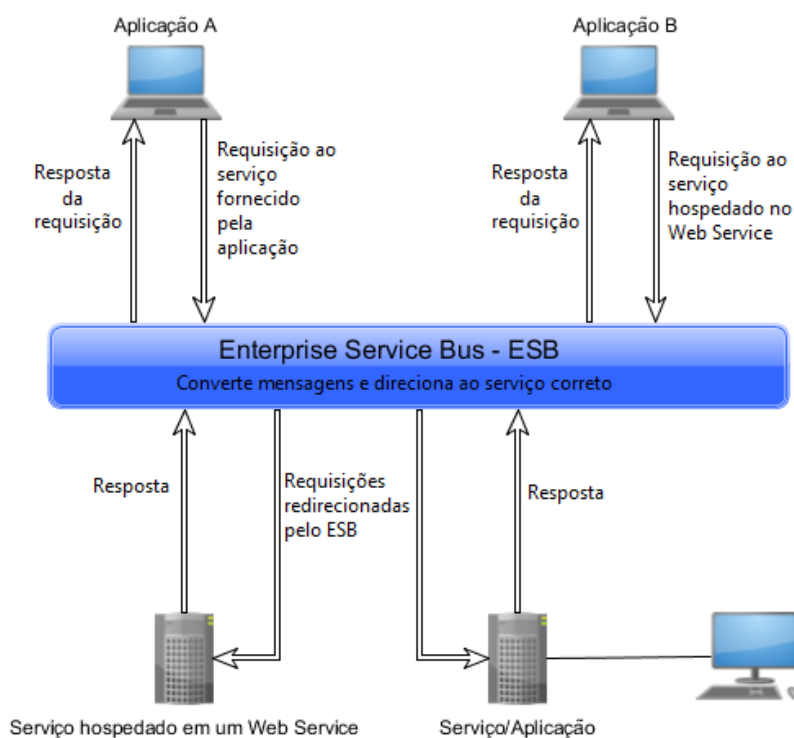 Aplicação A
Aplicação B
Resposta
da
requisição
Requisição ao
serviço
fornecido
pela
aplicação
Resposta
da
requisição
Requisição ao
serviço
hospedado no
Web Service
Enterprise Service Bus - ESB
Converte mensagens e direciona ao serviço correto
Resposta
Requisições
redirecionadas
pelo ESB
Resposta
Serviço hospedado em um Web Service
Serviço/Aplicação